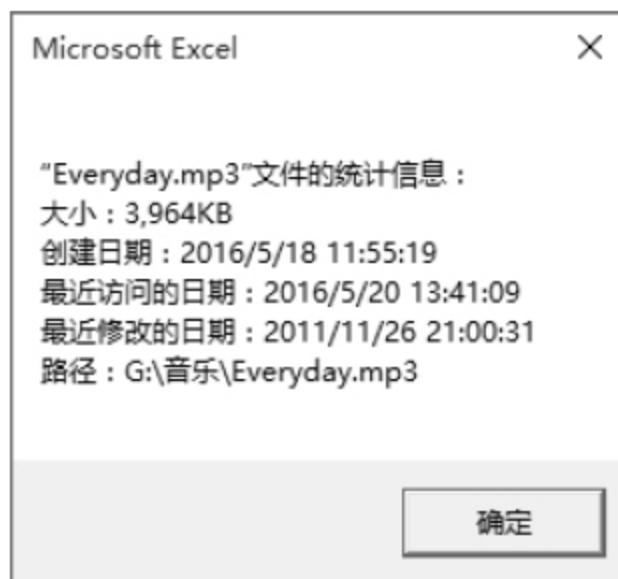 Microsoft Excel
“Everyday.mp3”文件的统计信息：
大小：3,964KB
创建日期：2016/5/18 11:55:19
最近访问的日期：2016/5/20 13:41:09
最近修改的日期：2011/11/26 21:00:31
路径：G:\音乐\Everyday.mp3
确定